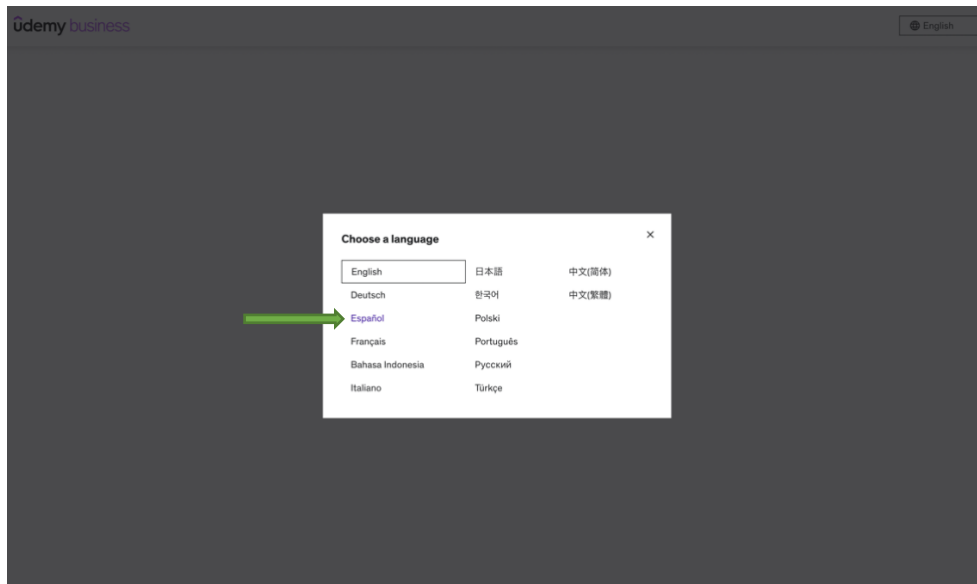 ûdemy business
English
Choose a language
×
English
Deutsch
Español
Français
Bahasa Indonesia
Italiano
日本語
한국어
Polski
Português
Русский
Türkçe
中文(简体)
中文(繁體)